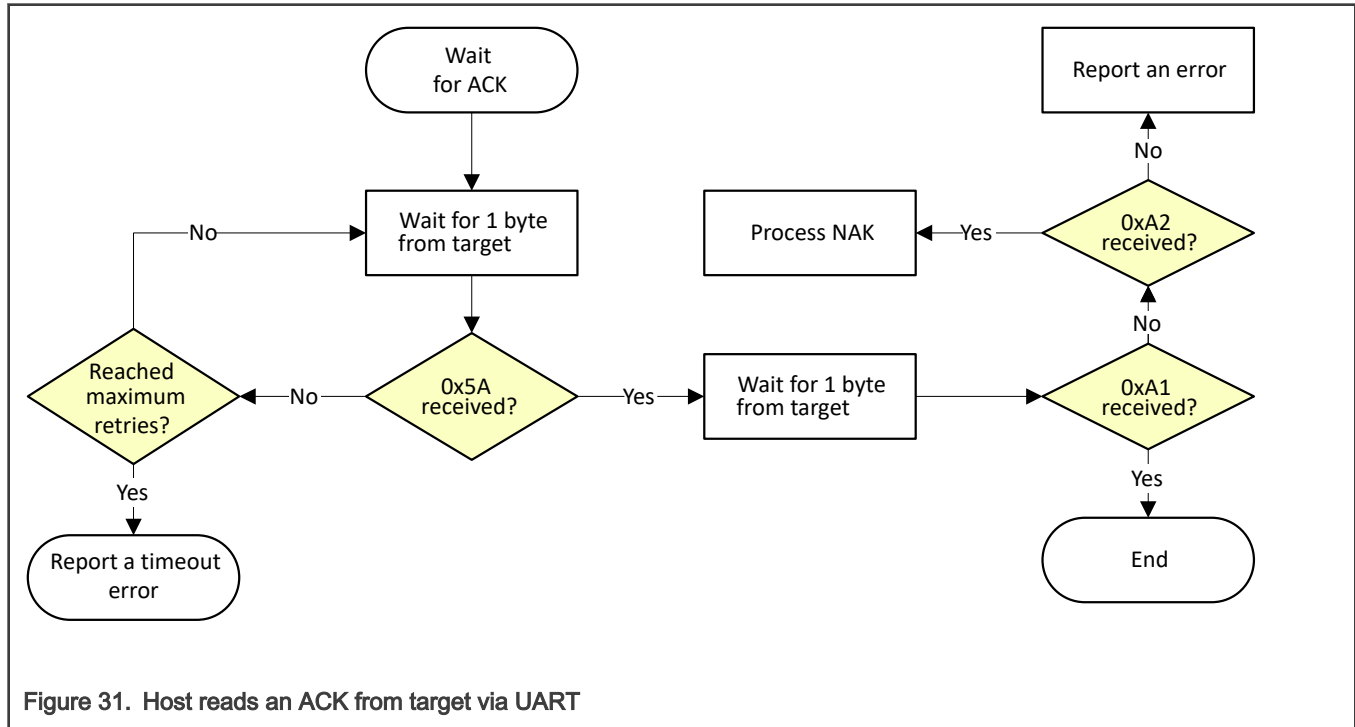 Wait
for ACK
Report an error
No
Wait for 1 byte
from target
No
Process NAK
Yes
0xA2
received?
No
Reached
maximum
retries?
No
0x5A
received?
Yes
Wait for 1 byte
from target
0xA1
received?
Yes
Yes
Report a timeout
error
End
Figure 31. Host reads an ACK from target via UART